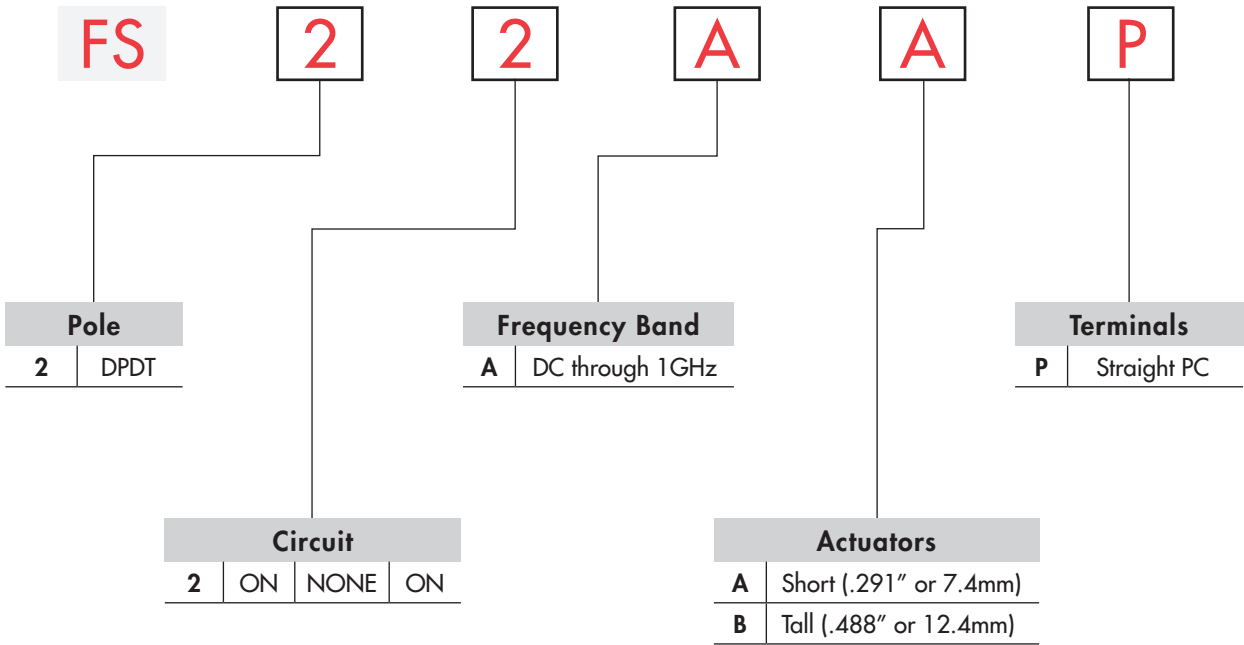 FS 2 2 A A P
Pole
2 DPDT
Frequency Band
A DC through 1GHz
Terminals
P Straight PC
Circuit
2 ON NONE ON
Actuators
A Short (.291” or 7.4mm)
B Tall (.488” or 12.4mm)